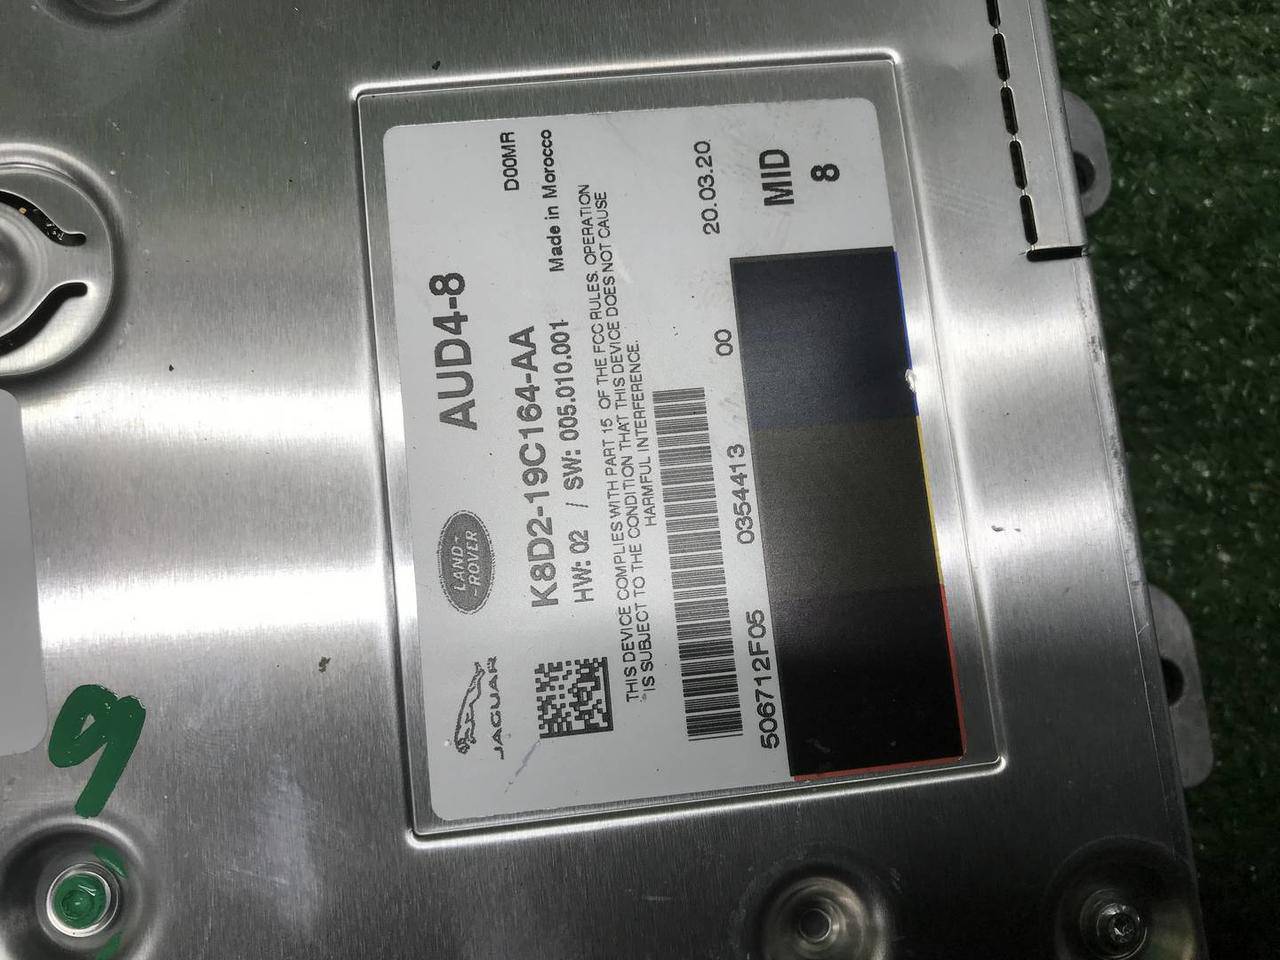 JAGUAR
LAND-
-ROVER
AUD4-8
D00MR
K8D2-19C164-AA
HW: 02 / SW: 005.010.001
Made in Morocco
THIS DEVICE COMPLIES WITH PART 15 OF THE FCC RULES. OPERATION
IS SUBJECT TO THE CONDITION THAT THIS DEVICE DOES NOT CAUSE
HARMFUL INTERFERENCE.
506712F05 0354413 00 20.03.20
MID
8
9